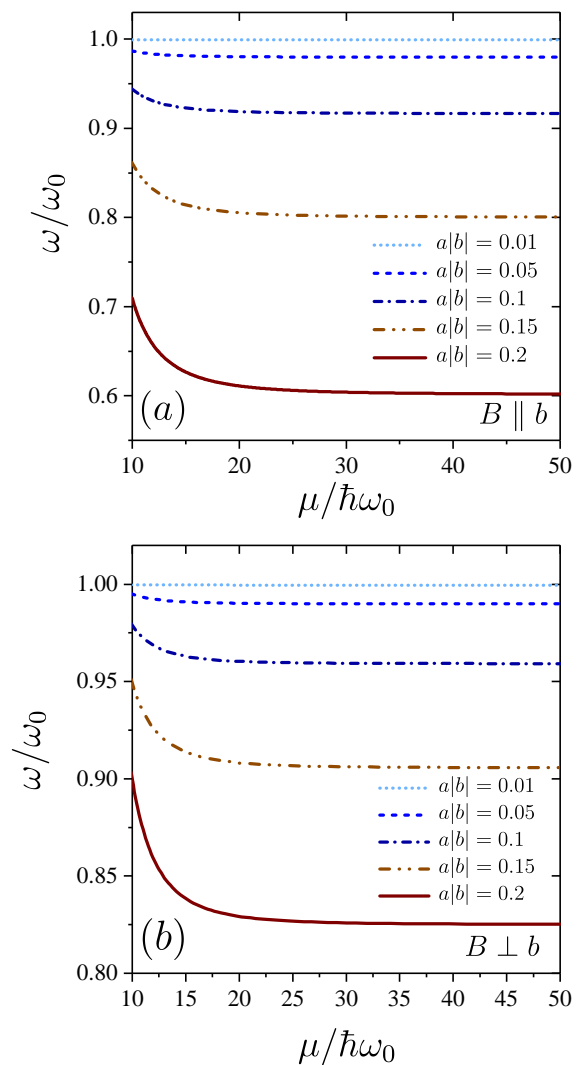 1.0
0.9
0.8
0.7
0.6
ω/ω₀
a|b| = 0.01
a|b| = 0.05
a|b| = 0.1
a|b| = 0.15
a|b| = 0.2
(a)
B ∥ b
10 20 30 40 50
μ/ℏω₀
1.00
0.95
0.90
0.85
0.80
ω/ω₀
a|b| = 0.01
a|b| = 0.05
a|b| = 0.1
a|b| = 0.15
a|b| = 0.2
(b)
B ⊥ b
10 15 20 25 30 35 40 45 50
μ/ℏω₀